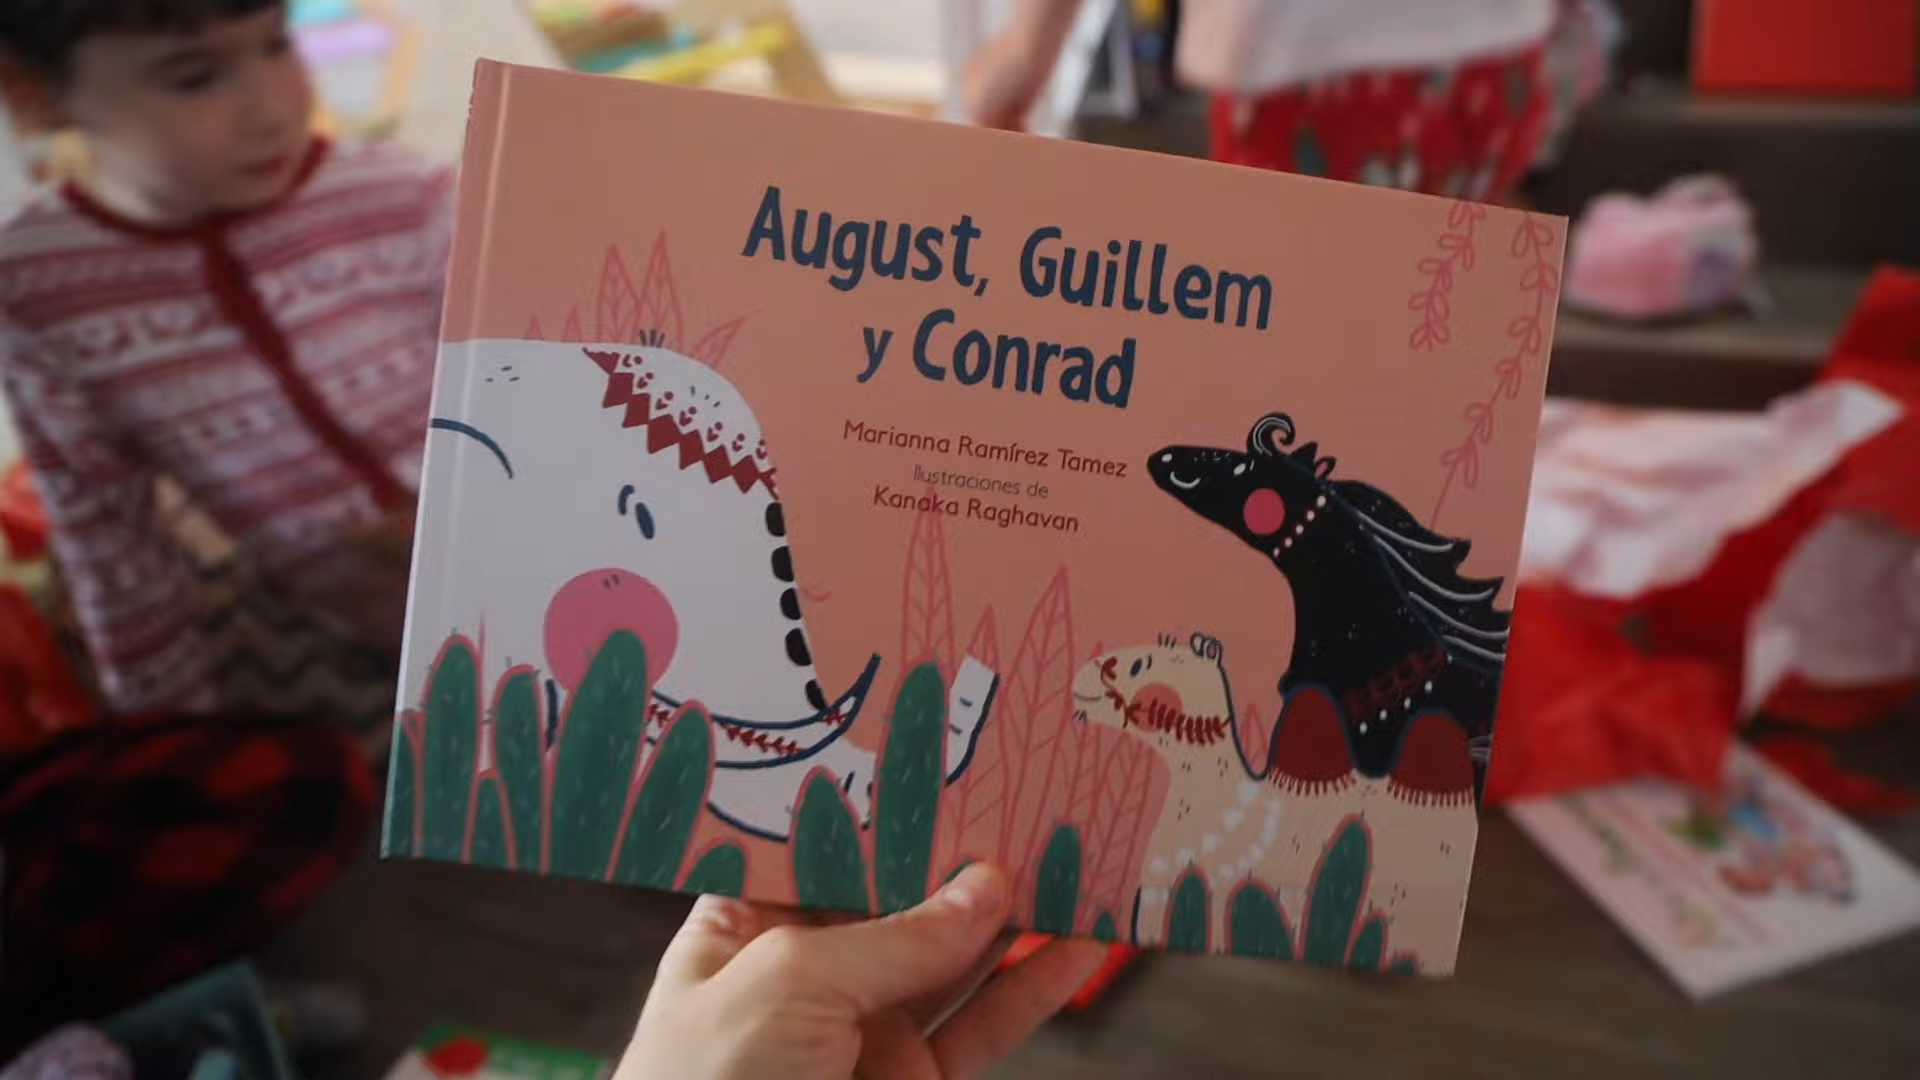 August, Guillem
y Conrad
Marianna Ramírez Tamez
Ilustraciones de
Kanaka Raghavan